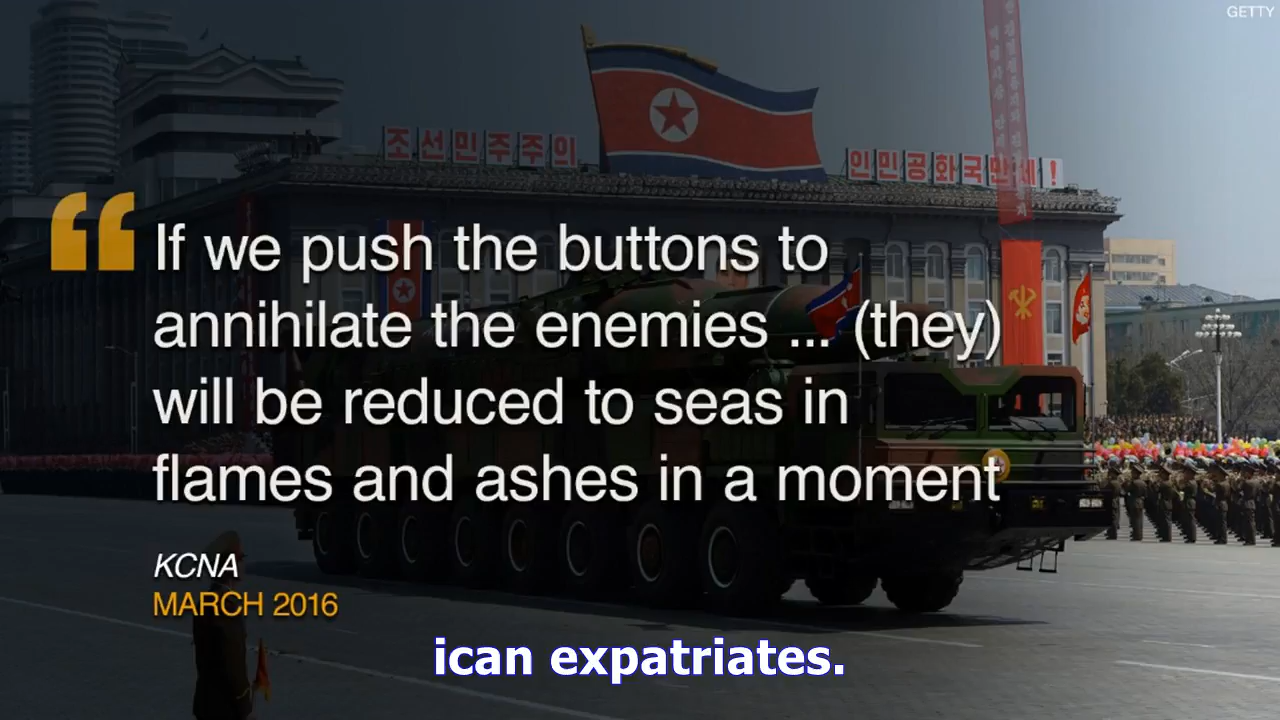 GETTY
조선민주주의
인민공화국만세!
“
If we push the buttons to
annihilate the enemies ... (they)
will be reduced to seas in
flames and ashes in a moment
KCNA
MARCH 2016
ican expatriates.